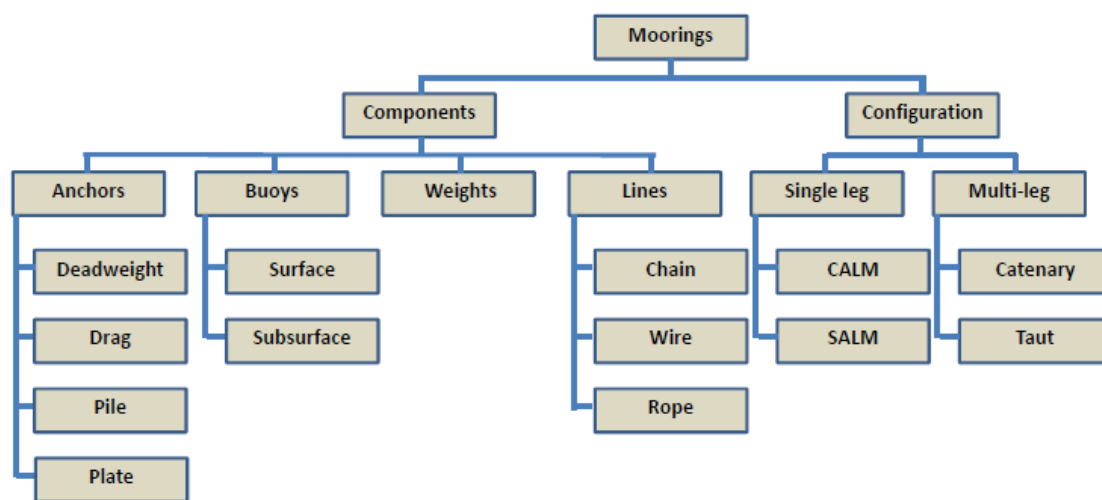 Moorings
Components
Configuration
Anchors
Buoys
Weights
Lines
Single leg
Multi-leg
Deadweight
Surface
Chain
CALM
Catenary
Drag
Subsurface
Wire
SALM
Taut
Pile
Rope
Plate